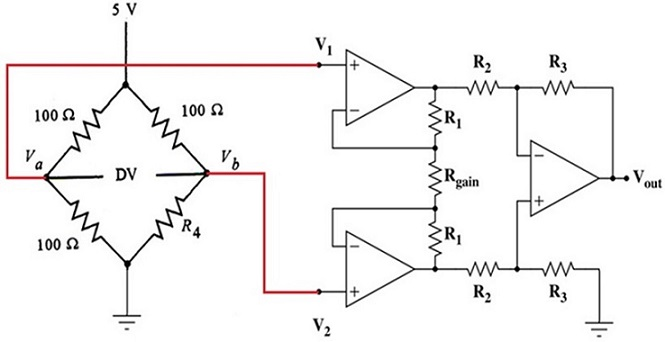 5 V
V1
R2
R3
100 Ω
100 Ω
R1
Va
DV
Vb
Rgain
Vout
100 Ω
R4
R1
R2
R3
V2
+
−
−
+
−
+